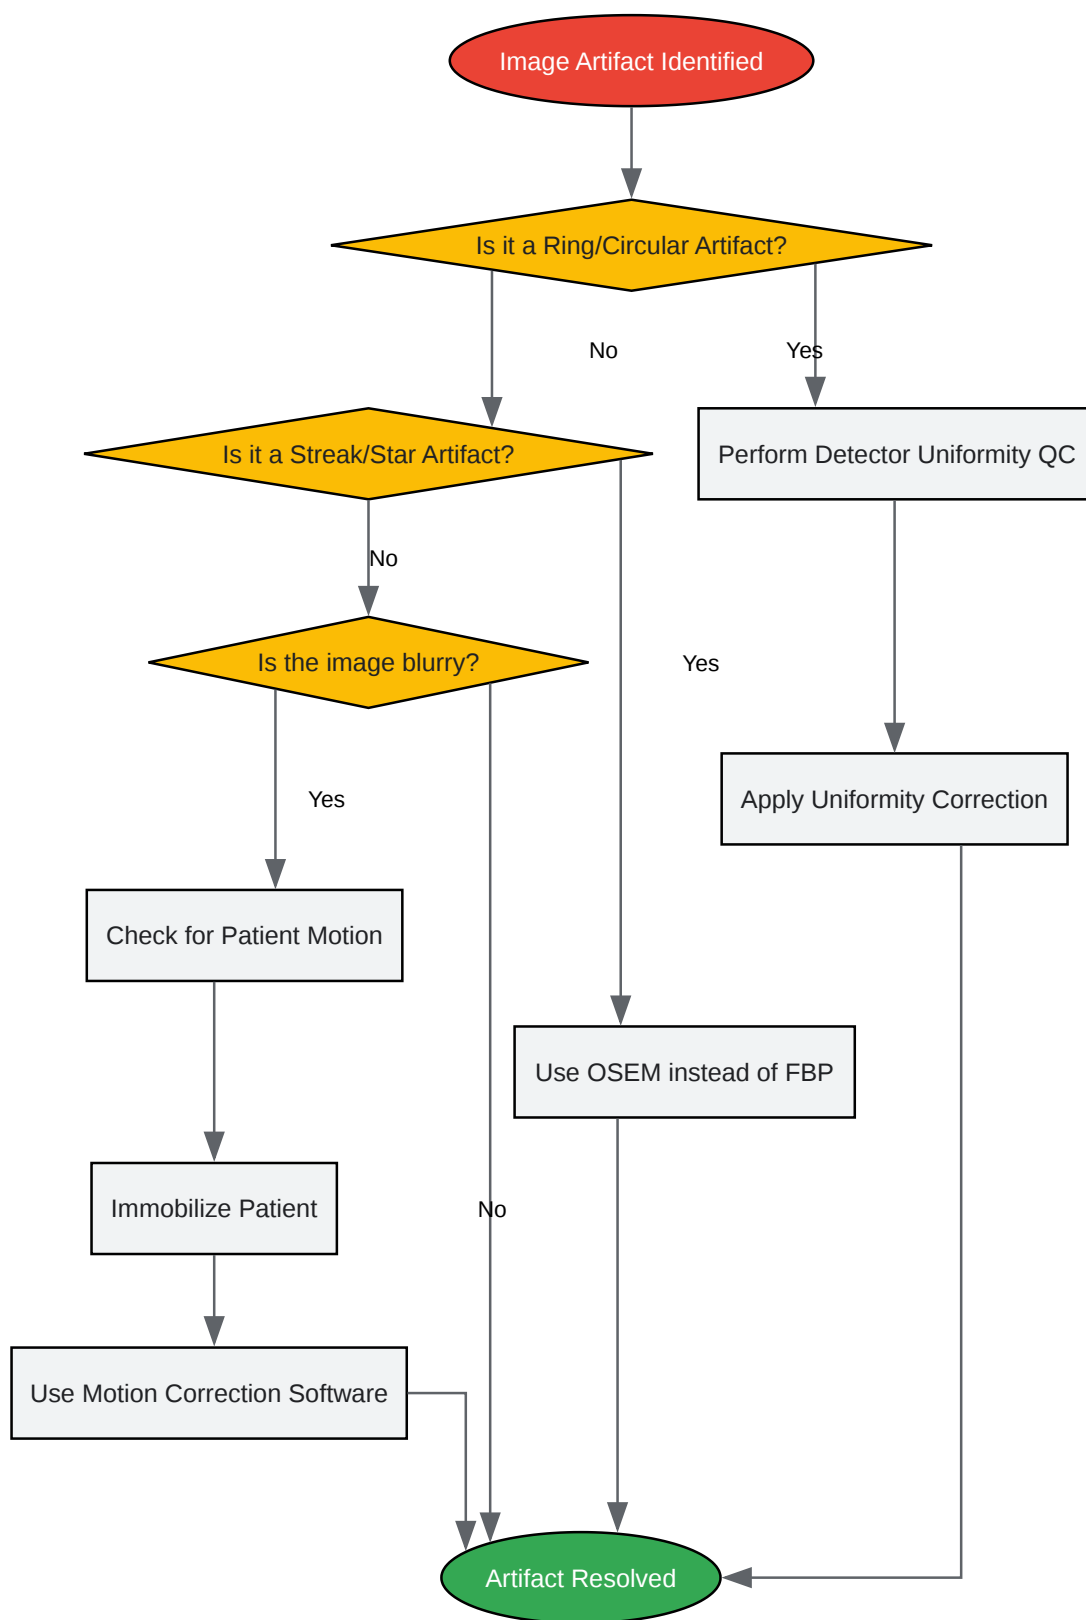 Image Artifact Identified
Is it a Ring/Circular Artifact?
No
Yes
Is it a Streak/Star Artifact?
Perform Detector Uniformity QC
No
Is the image blurry?
Yes
Yes
Apply Uniformity Correction
Check for Patient Motion
Use OSEM instead of FBP
Immobilize Patient
No
Use Motion Correction Software
Artifact Resolved